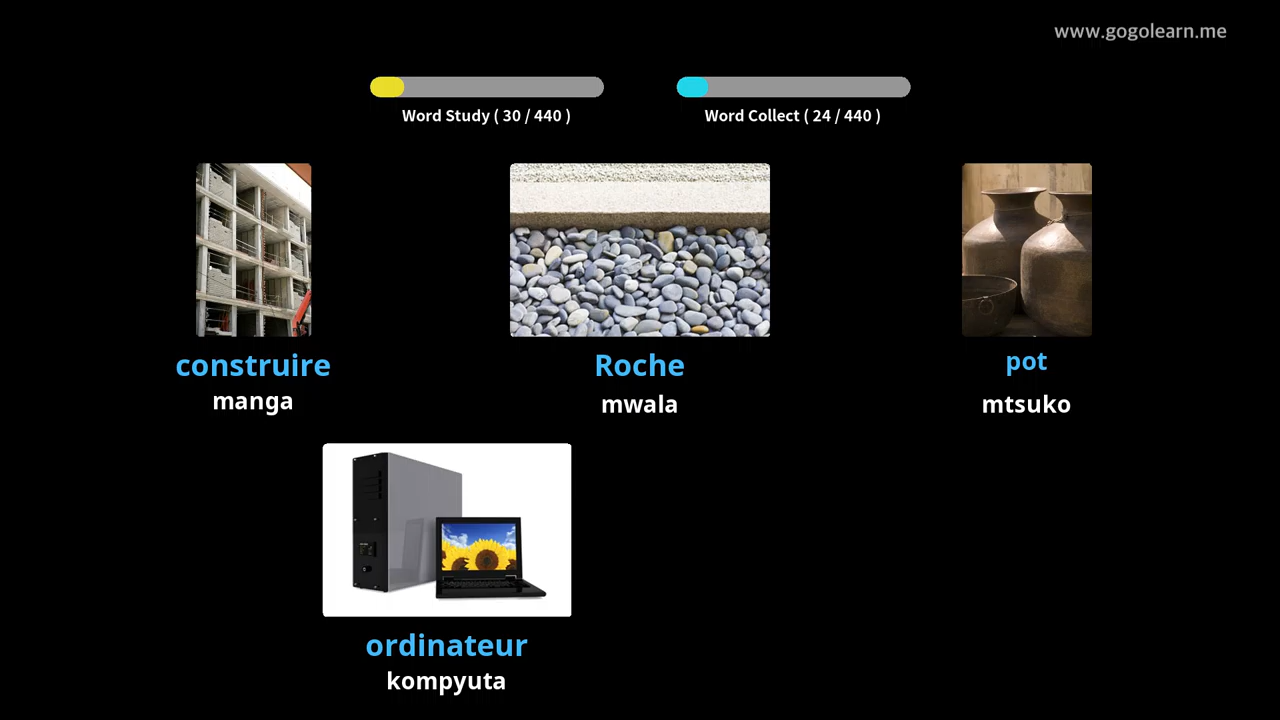 www.gogolearn.me
Word Study ( 30 / 440 )
Word Collect ( 24 / 440 )
construire
manga
Roche
mwala
pot
mtsuko
ordinateur
kompyuta